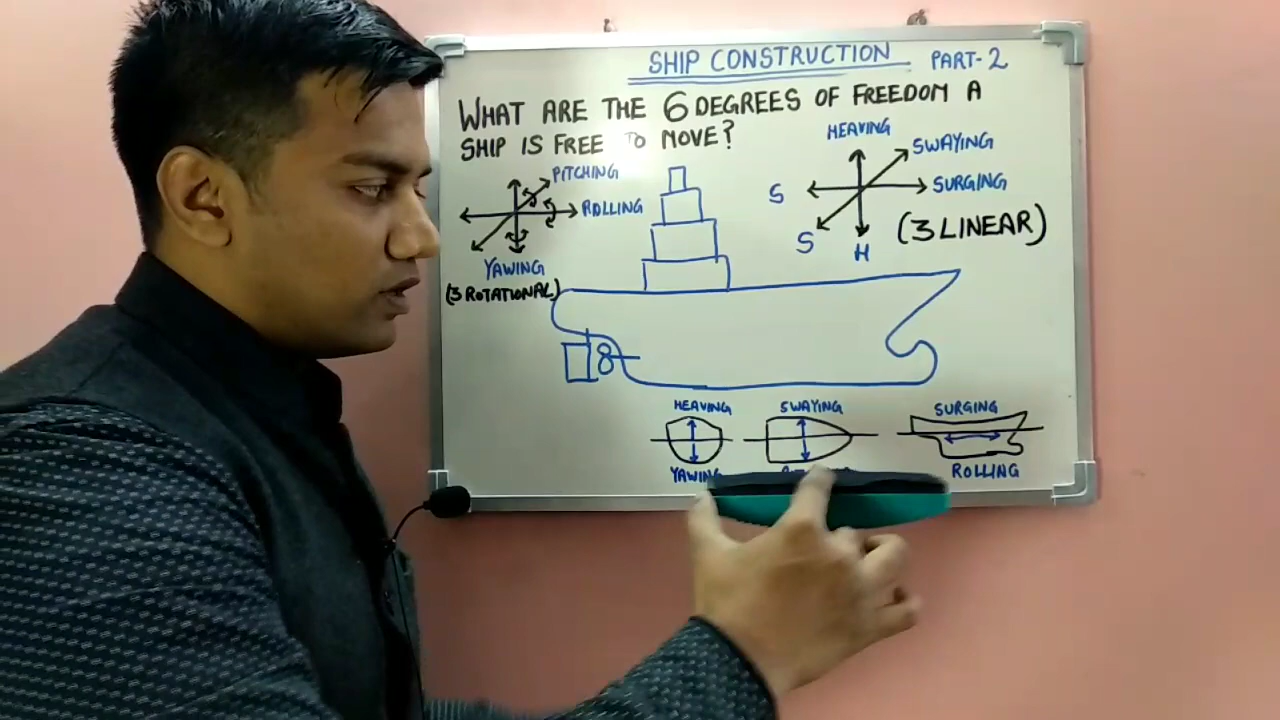 SHIP CONSTRUCTION PART-2
WHAT ARE THE 6 DEGREES OF FREEDOM A
SHIP IS FREE TO MOVE?
PITCHING
ROLLING
YAWING
(3 ROTATIONAL)
HEAVING
SWAYING
S SURGING
S H (3 LINEAR)
HEAVING SWAYING SURGING
YAWING ROLLING